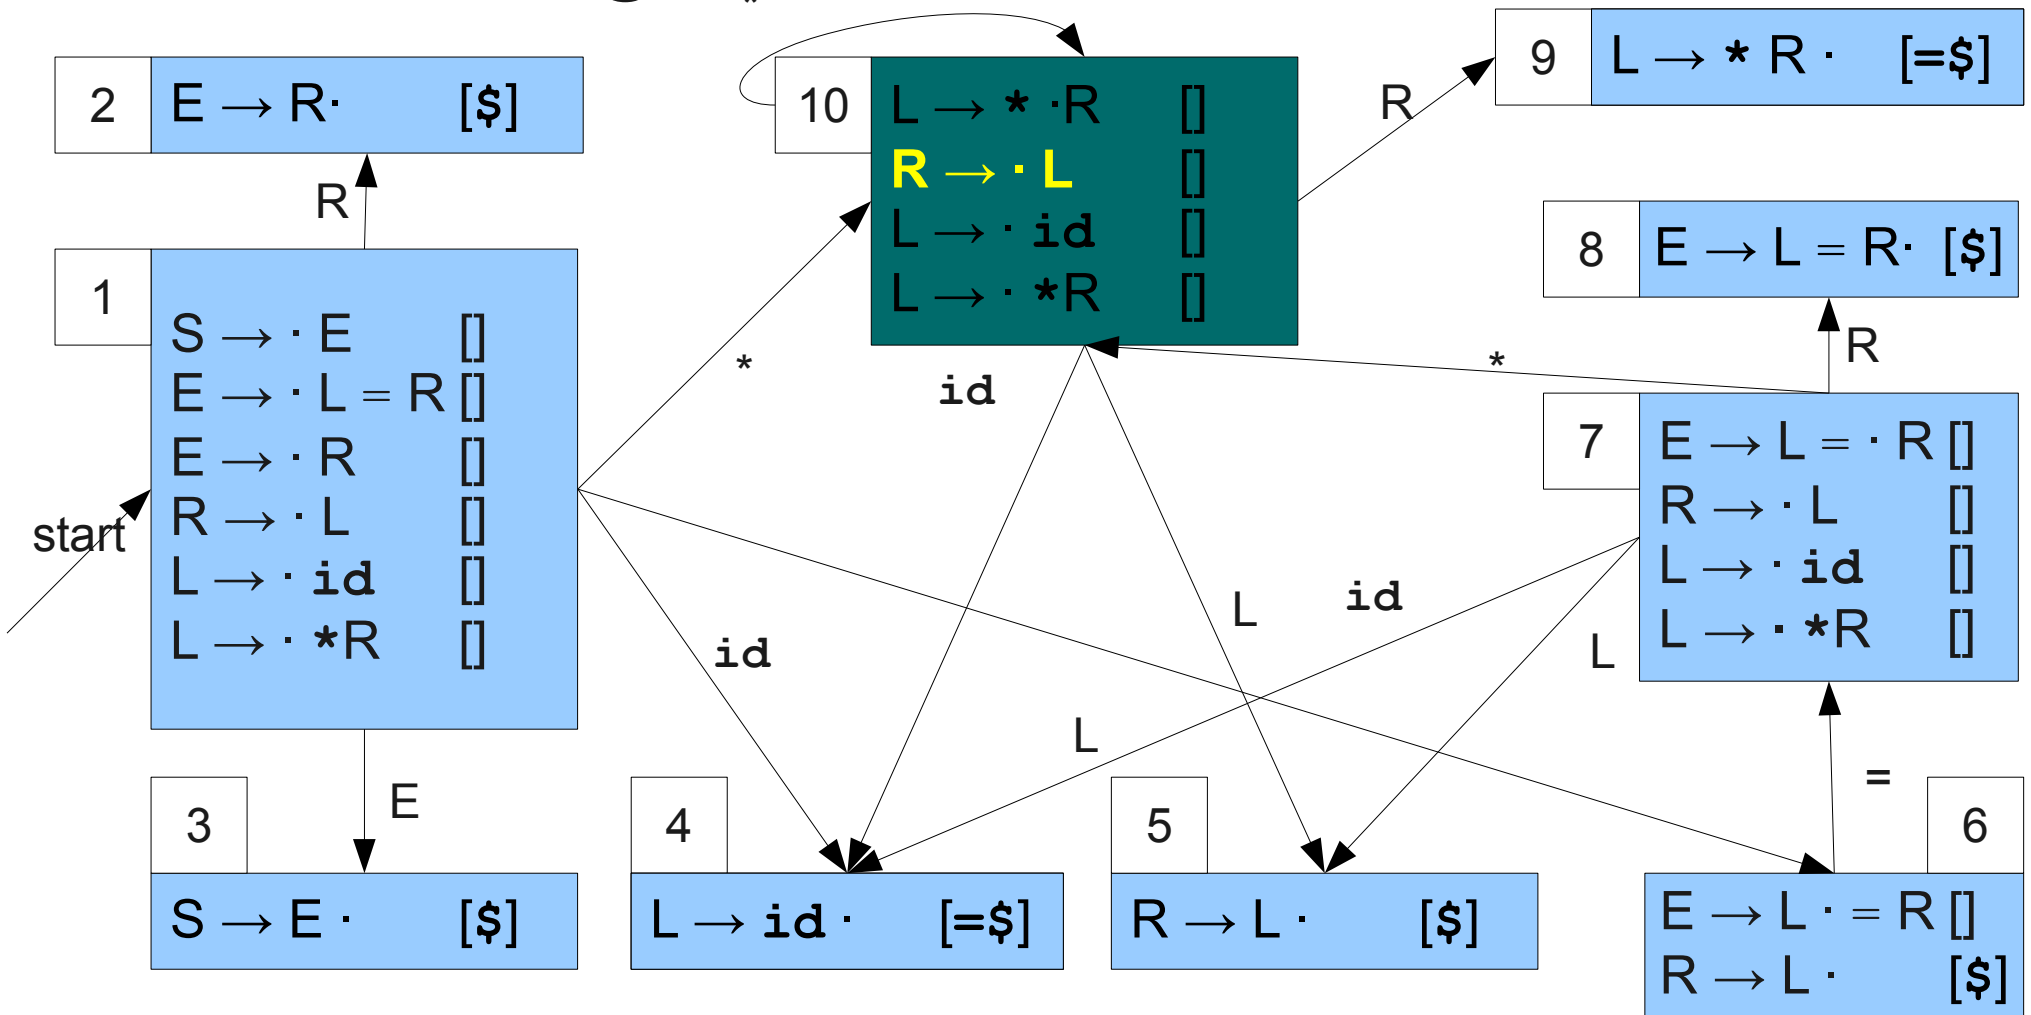 2
E → R· [$]
R
1
S → · E []
E → · L = R []
E → · R []
R → · L []
L → · id []
L → · *R []
start
E
3
S → E · [$]
10
L → * ·R []
R → · L []
L → · id []
L → · *R []
*
id
id
L
L
id
L
4
L → id · [=$]
5
R → L · [$]
R
9
L → * R · [=$]
8
E → L = R· [$]
R
*
7
E → L = · R []
R → · L []
L → · id []
L → · *R []
=
6
E → L · = R []
R → L · [$]